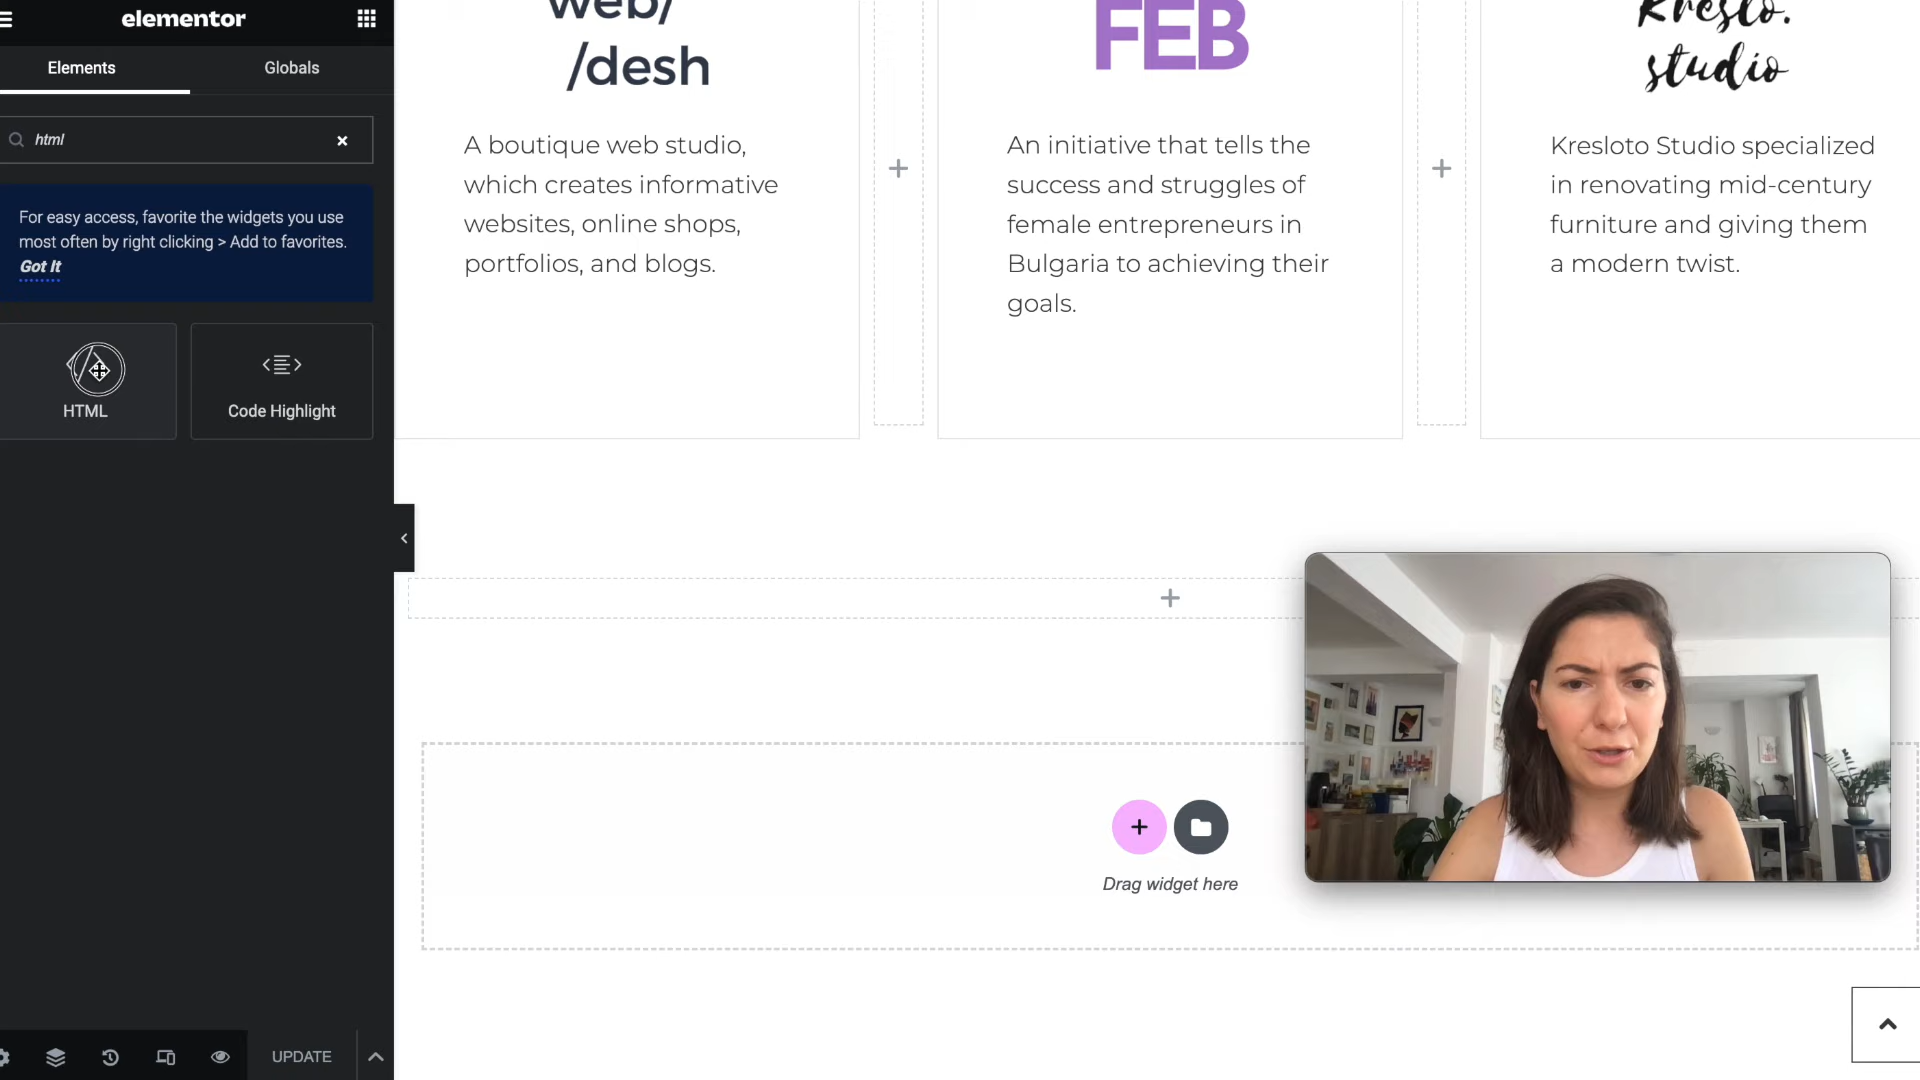 elementor
Elements
Globals
html
For easy access, favorite the widgets you use
most often by right clicking > Add to favorites.
Got It
HTML
Code Highlight
UPDATE
web/
/desh
A boutique web studio,
which creates informative
websites, online shops,
portfolios, and blogs.
FEB
An initiative that tells the
success and struggles of
female entrepreneurs in
Bulgaria to achieving their
goals.
Kreslo.
studio
Kresloto Studio specialized
in renovating mid-century
furniture and giving them
a modern twist.
Drag widget here